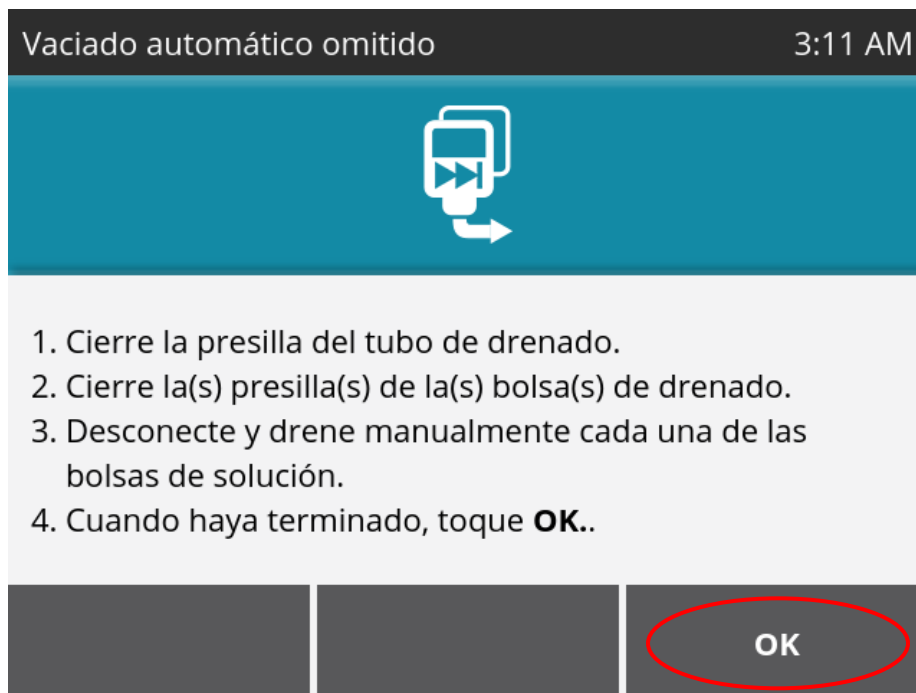 Vaciado automático omitido 3:11 AM
1. Cierre la presilla del tubo de drenado.
2. Cierre la(s) presilla(s) de la(s) bolsa(s) de drenado.
3. Desconecte y drene manualmente cada una de las
bolsas de solución.
4. Cuando haya terminado, toque OK..
OK